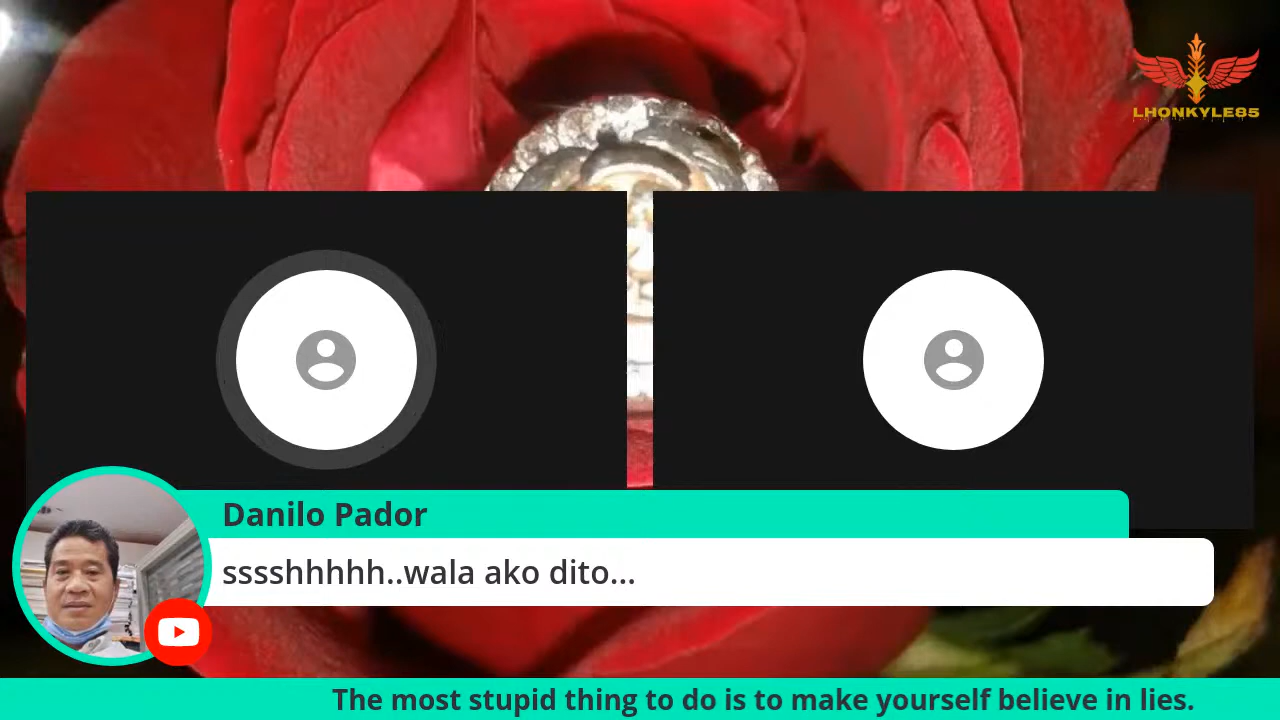 LHONKYLE85
Danilo Pador
sssshhhhh..wala ako dito...
The most stupid thing to do is to make yourself believe in lies.